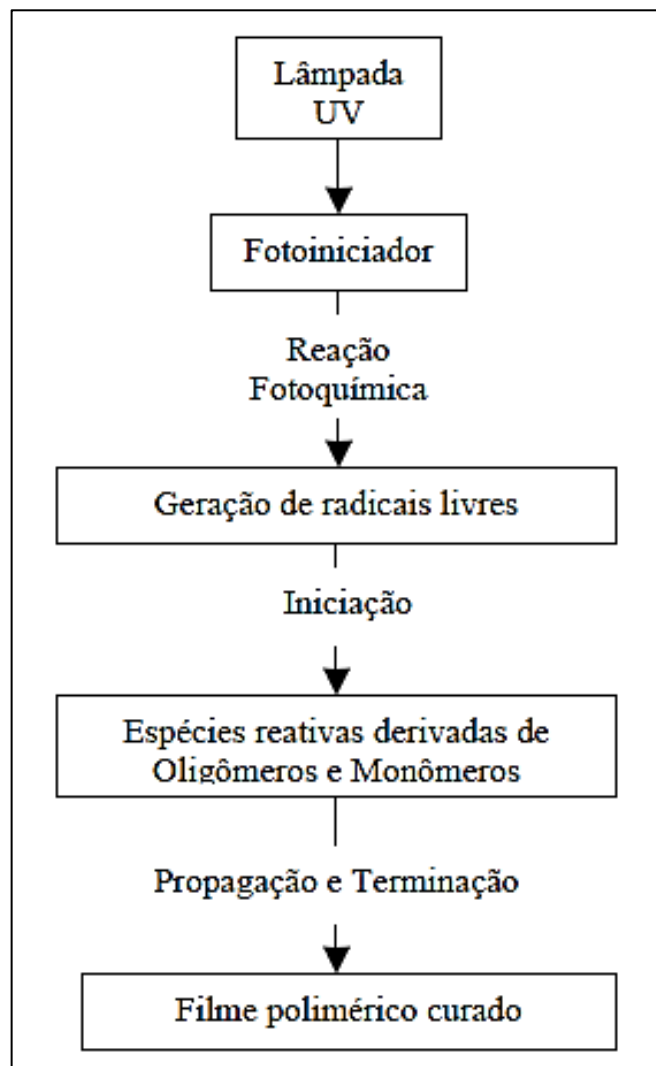 Lâmpada
UV
Fotoiniciador
Reação
Fotoquímica
Geração de radicais livres
Iniciação
Espécies reativas derivadas de
Oligômeros e Monômeros
Propagação e Terminação
Filme polimérico curado